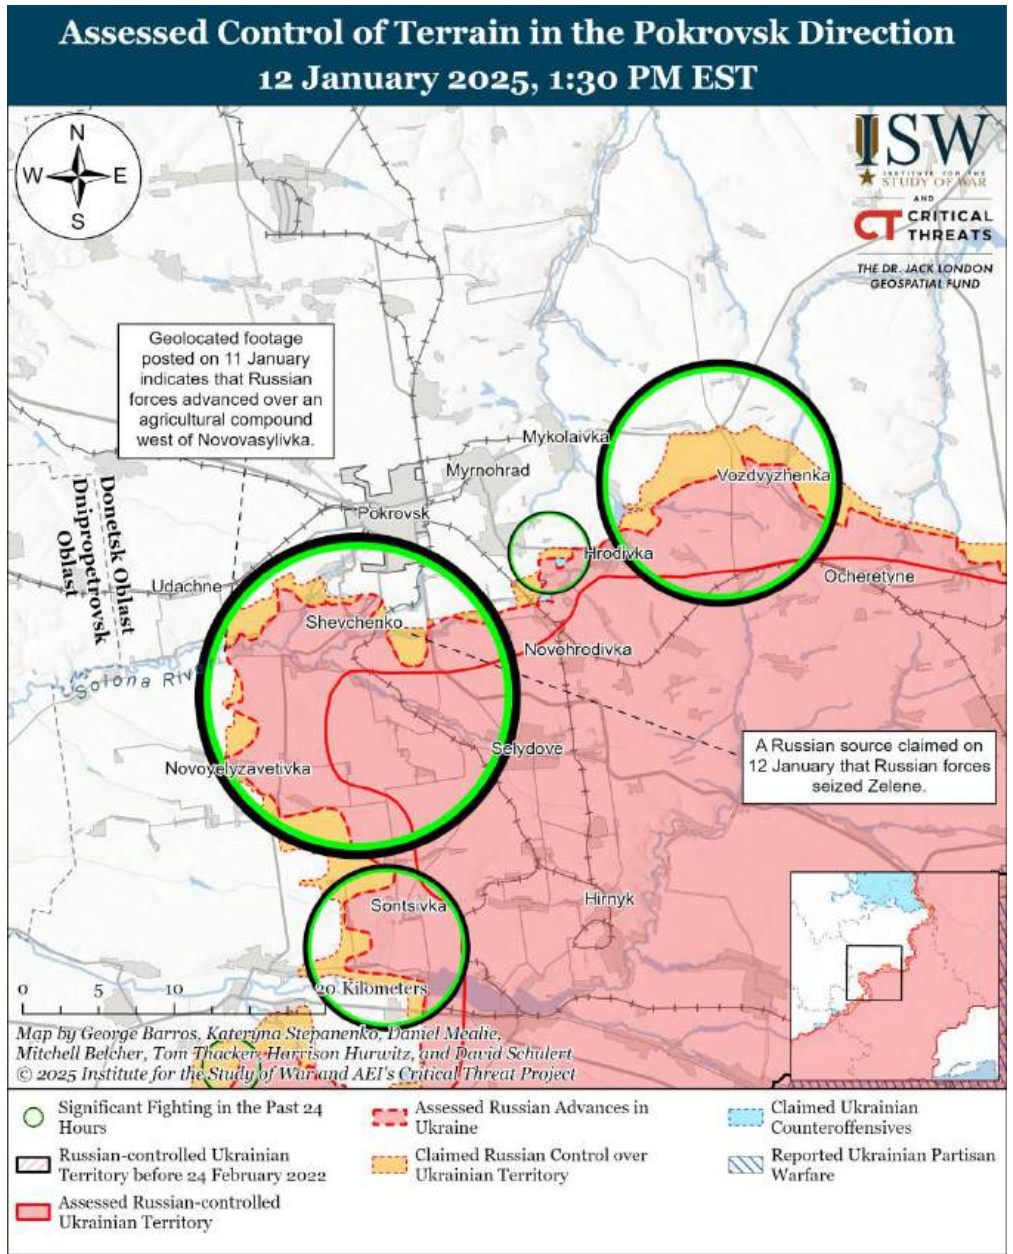 Assessed Control of Terrain in the Pokrovsk Direction
12 January 2025, 1:30 PM EST
N
W
E
S
ISW
INSTITUTE FOR THE
STUDY OF WAR
AND
CT CRITICAL
THREATS
THE DR. JACK LONDON
GEOSPATIAL FUND
Geolocated footage
posted on 11 January
indicates that Russian
forces advanced over an
agricultural compound
west of Novovasylivka.
Mykolaivka
Myrnohrad
Vozdvyzhenka
Pokrovsk
Donetsk Oblast
Dnipropetrovsk
Oblast
Hrodivka
Udachne
Ocheretyne
Shevchenko
Novohrodivka
Solona River
Selydove
A Russian source claimed on
12 January that Russian forces
seized Zelene.
Novoyelyzavetivka
Sontsivka
Hirnyk
0 5 10 20 Kilometers
Map by George Barros, Kateryna Stepanenko, Daniel Mealie,
Mitchell Belcher, Tom Thacker, Harrison Hurwitz, and David Schulert
© 2025 Institute for the Study of War and AEI's Critical Threat Project
Significant Fighting in the Past 24
Hours
Russian-controlled Ukrainian
Territory before 24 February 2022
Assessed Russian-controlled
Ukrainian Territory
Assessed Russian Advances in
Ukraine
Claimed Russian Control over
Ukrainian Territory
Claimed Ukrainian
Counteroffensives
Reported Ukrainian Partisan
Warfare